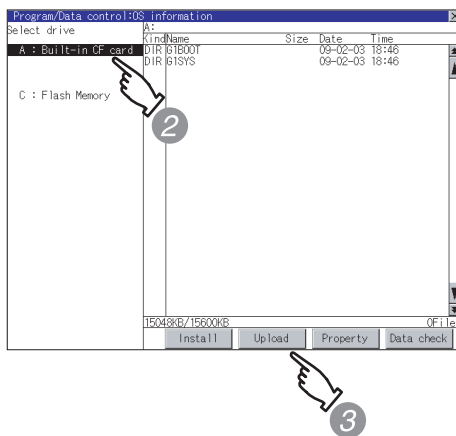 Program/Data control:OS information ×
Select drive
A:
Kind Name Size Date Time
A : Built-in CF card
DIR G1BOOT 09-02-03 18:46
DIR G1SYS 09-02-03 18:46
C : Flash Memory
2
15048KB/15600KB 0File
Install Upload Property Data check
3